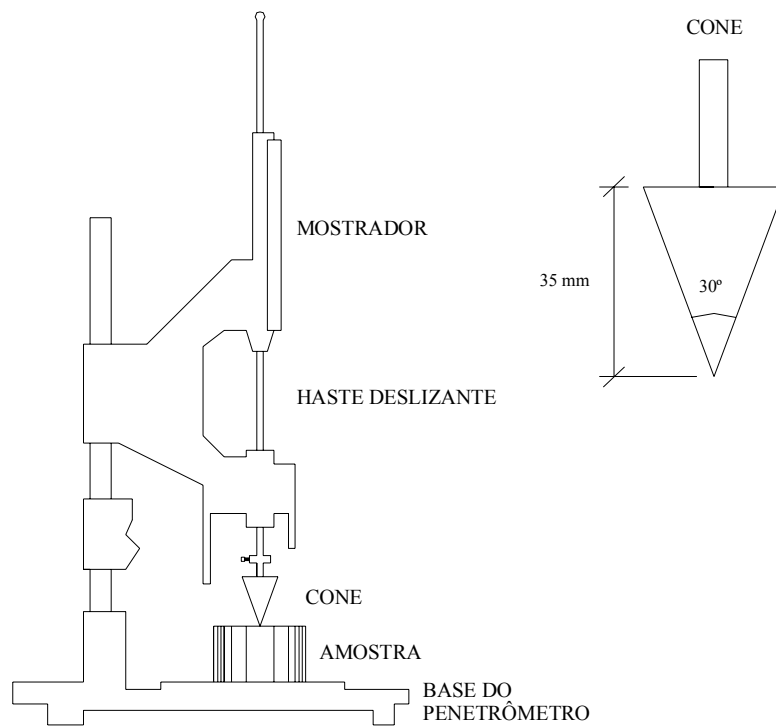 CONE
MOSTRADOR
35 mm
30º
HASTE DESLIZANTE
CONE
AMOSTRA
BASE DO
PENETRÔMETRO